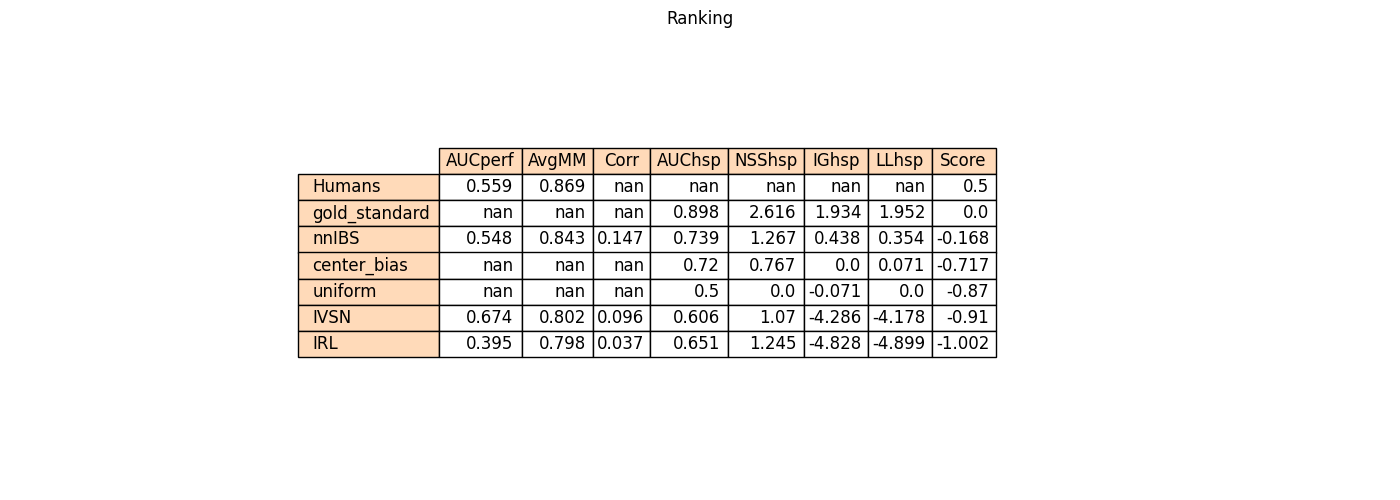 Ranking
AUCperf AvgMM Corr AUChsp NSShsp IGhsp LLhsp Score
Humans 0.559 0.869 nan nan nan nan nan 0.5
gold_standard nan nan nan 0.898 2.616 1.934 1.952 0.0
nnIBS 0.548 0.843 0.147 0.739 1.267 0.438 0.354 -0.168
center_bias nan nan nan 0.72 0.767 0.0 0.071 -0.717
uniform nan nan nan 0.5 0.0 -0.071 0.0 -0.87
IVSN 0.674 0.802 0.096 0.606 1.07 -4.286 -4.178 -0.91
IRL 0.395 0.798 0.037 0.651 1.245 -4.828 -4.899 -1.002